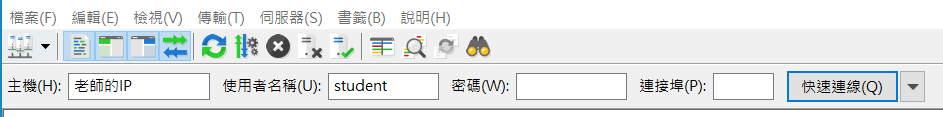 檔案(F) 編輯(E) 檢視(V) 傳輸(T) 伺服器(S) 書籤(B) 說明(H)
主機(H): 老師的IP 使用者名稱(U): student 密碼(W): 連接埠(P): 快速連線(Q)